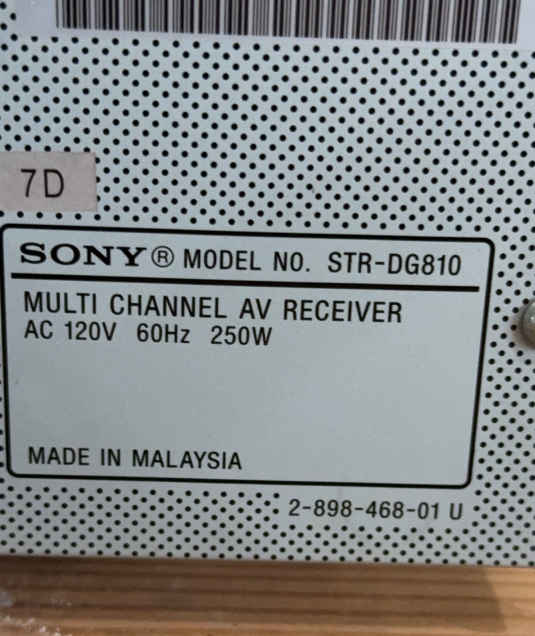 7D
SONY® MODEL NO. STR-DG810
MULTI CHANNEL AV RECEIVER
AC 120V 60Hz 250W
MADE IN MALAYSIA
2-898-468-01 U